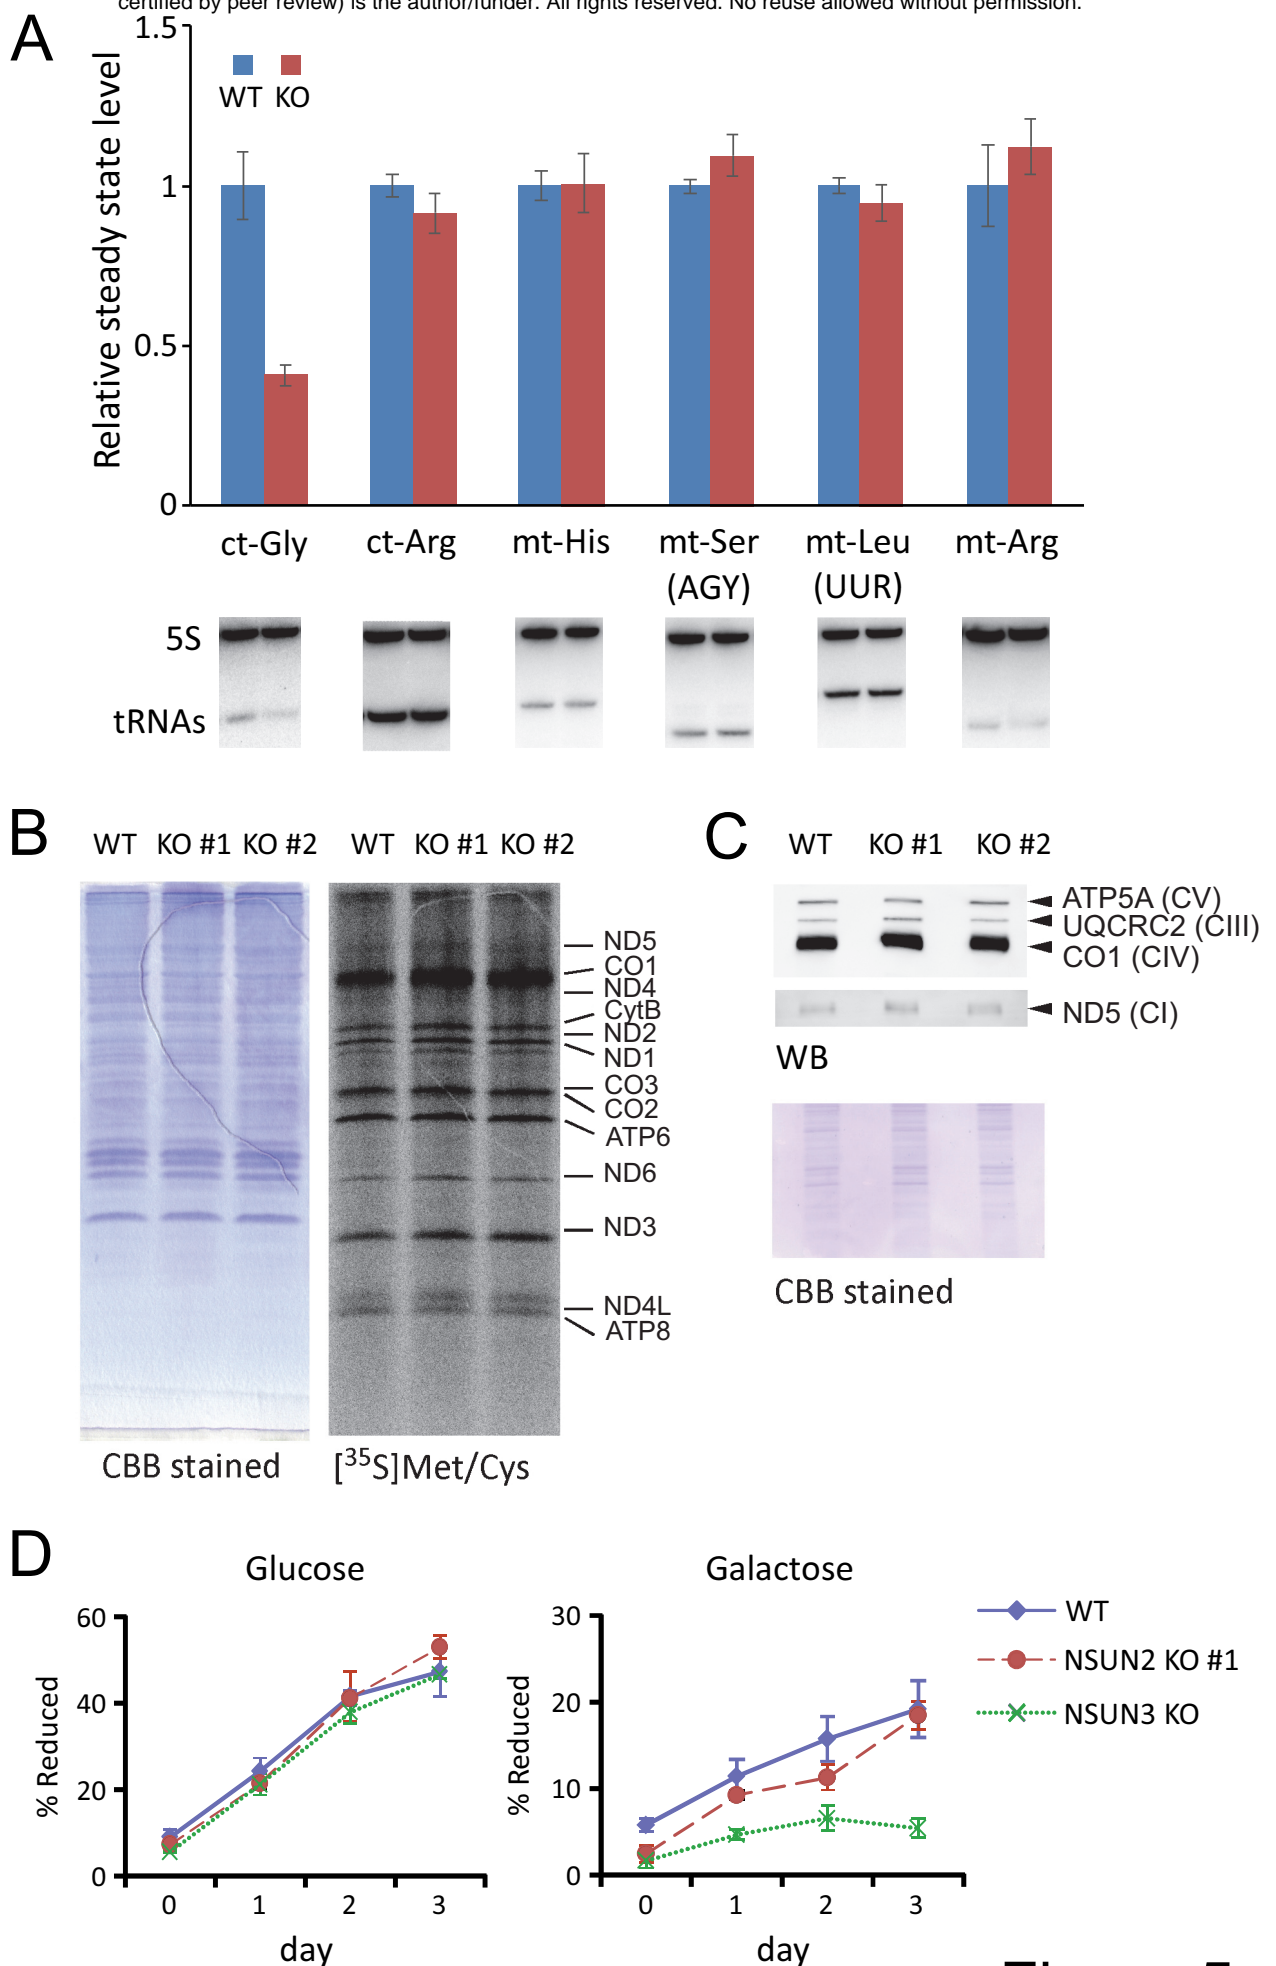 certified by peer review) is the author/funder. All rights reserved. No reuse allowed without permission.
A
1.5
1
0.5
0
Relative steady state level
WT KO
ct-Gly ct-Arg mt-His mt-Ser mt-Leu mt-Arg
(AGY) (UUR)
5S
tRNAs
B
WT KO #1 KO #2 WT KO #1 KO #2
ND5
CO1
ND4
CytB
ND2
ND1
CO3
CO2
ATP6
ND6
ND3
ND4L
ATP8
CBB stained [³⁵S]Met/Cys
C
WT KO #1 KO #2
ATP5A (CV)
UQCRC2 (CIII)
CO1 (CIV)
ND5 (CI)
WB
CBB stained
D
Glucose
% Reduced
60
40
20
0
0 1 2 3
day
Galactose
% Reduced
30
20
10
0
0 1 2 3
day
WT
NSUN2 KO #1
NSUN3 KO